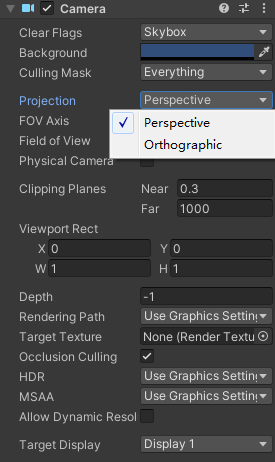 Camera
Clear Flags Skybox
Background
Culling Mask Everything
Projection Perspective
FOV Axis
Perspective
Field of View
Orthographic
Physical Camera
Clipping Planes Near 0.3
Far 1000
Viewport Rect
X 0 Y 0
W 1 H 1
Depth -1
Rendering Path Use Graphics Setting
Target Texture None (Render Textu
Occlusion Culling
HDR Use Graphics Setting
MSAA Use Graphics Setting
Allow Dynamic Resol
Target Display Display 1